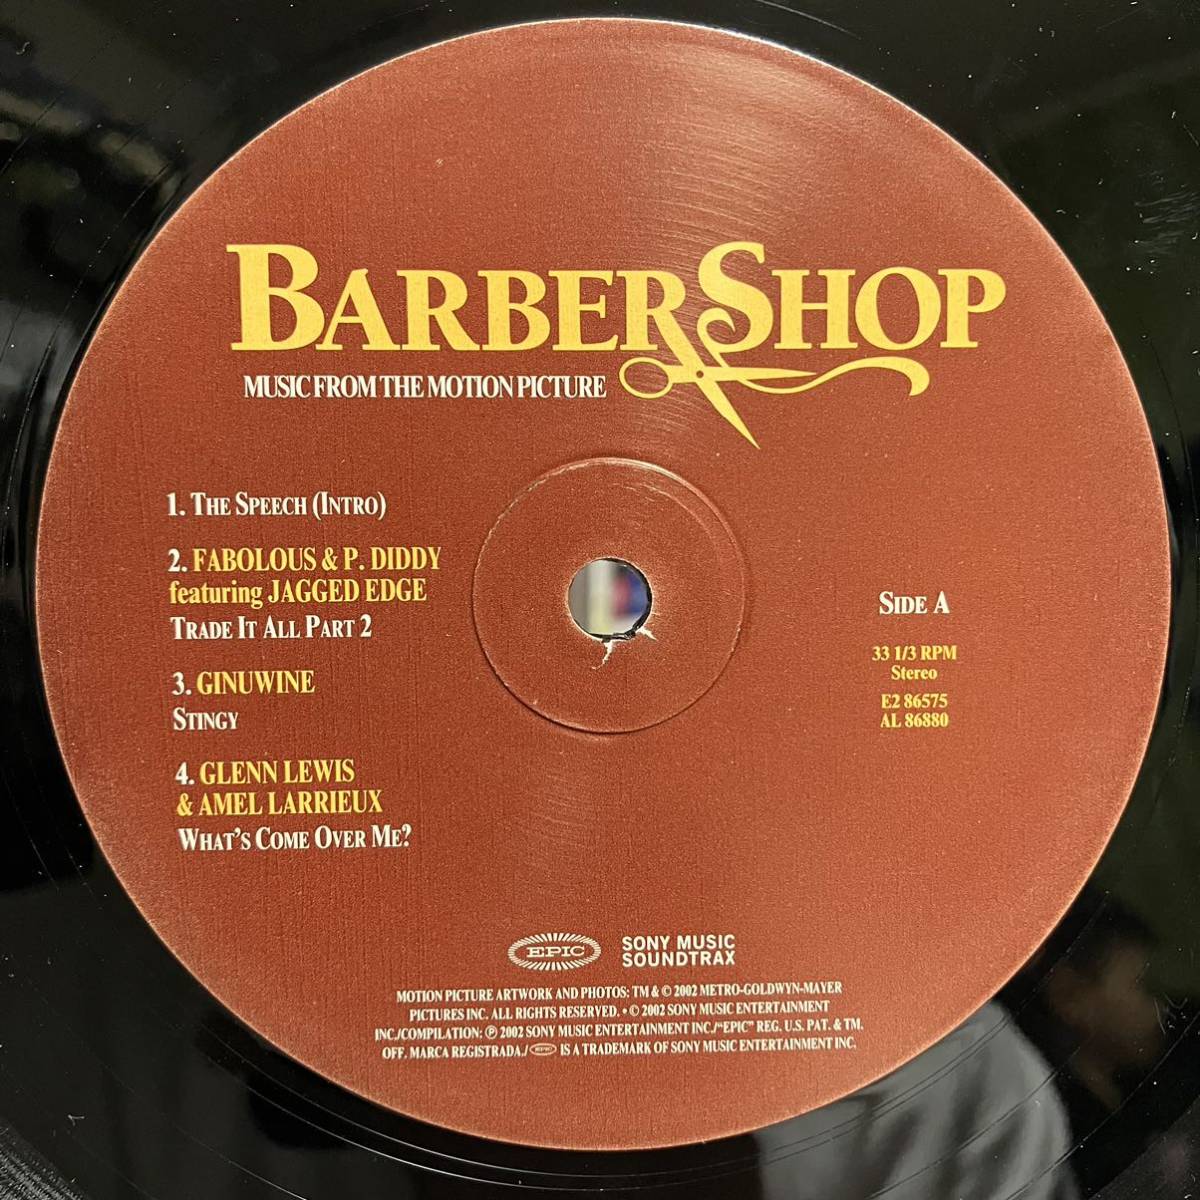 BARBERSHOP
MUSIC FROM THE MOTION PICTURE
1. THE SPEECH (INTRO)
2. FABOLOUS & P. DIDDY
featuring JAGGED EDGE
TRADE IT ALL PART 2
3. GINUWINE
STINGY
4. GLENN LEWIS
& AMEL LARRIEUX
WHAT'S COME OVER ME?
SIDE A
33 1/3 RPM
Stereo
E2 86575
AL 86880
EPIC
SONY MUSIC
SOUNDTRAX
MOTION PICTURE ARTWORK AND PHOTOS: TM & © 2002 METRO-GOLDWYN-MAYER
PICTURES INC. ALL RIGHTS RESERVED. • © 2002 SONY MUSIC ENTERTAINMENT
INC./COMPILATION: ℗ 2002 SONY MUSIC ENTERTAINMENT INC./"EPIC" REG. U.S. PAT. & TM.
OFF. MARCA REGISTRADA./ EPIC IS A TRADEMARK OF SONY MUSIC ENTERTAINMENT INC.